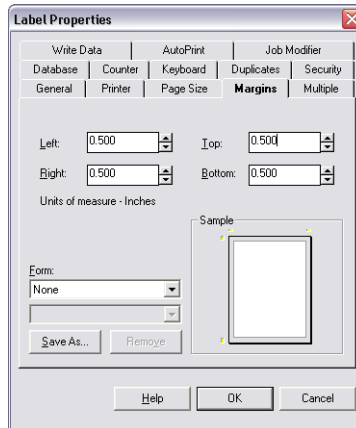 Label Properties
Write Data AutoPrint Job Modifier
Database Counter Keyboard Duplicates Security
General Printer Page Size Margins Multiple
Left: 0.500 Top: 0.500
Right: 0.500 Bottom: 0.500
Units of measure - Inches
Sample
Form:
None
Save As... Remove
Help OK Cancel